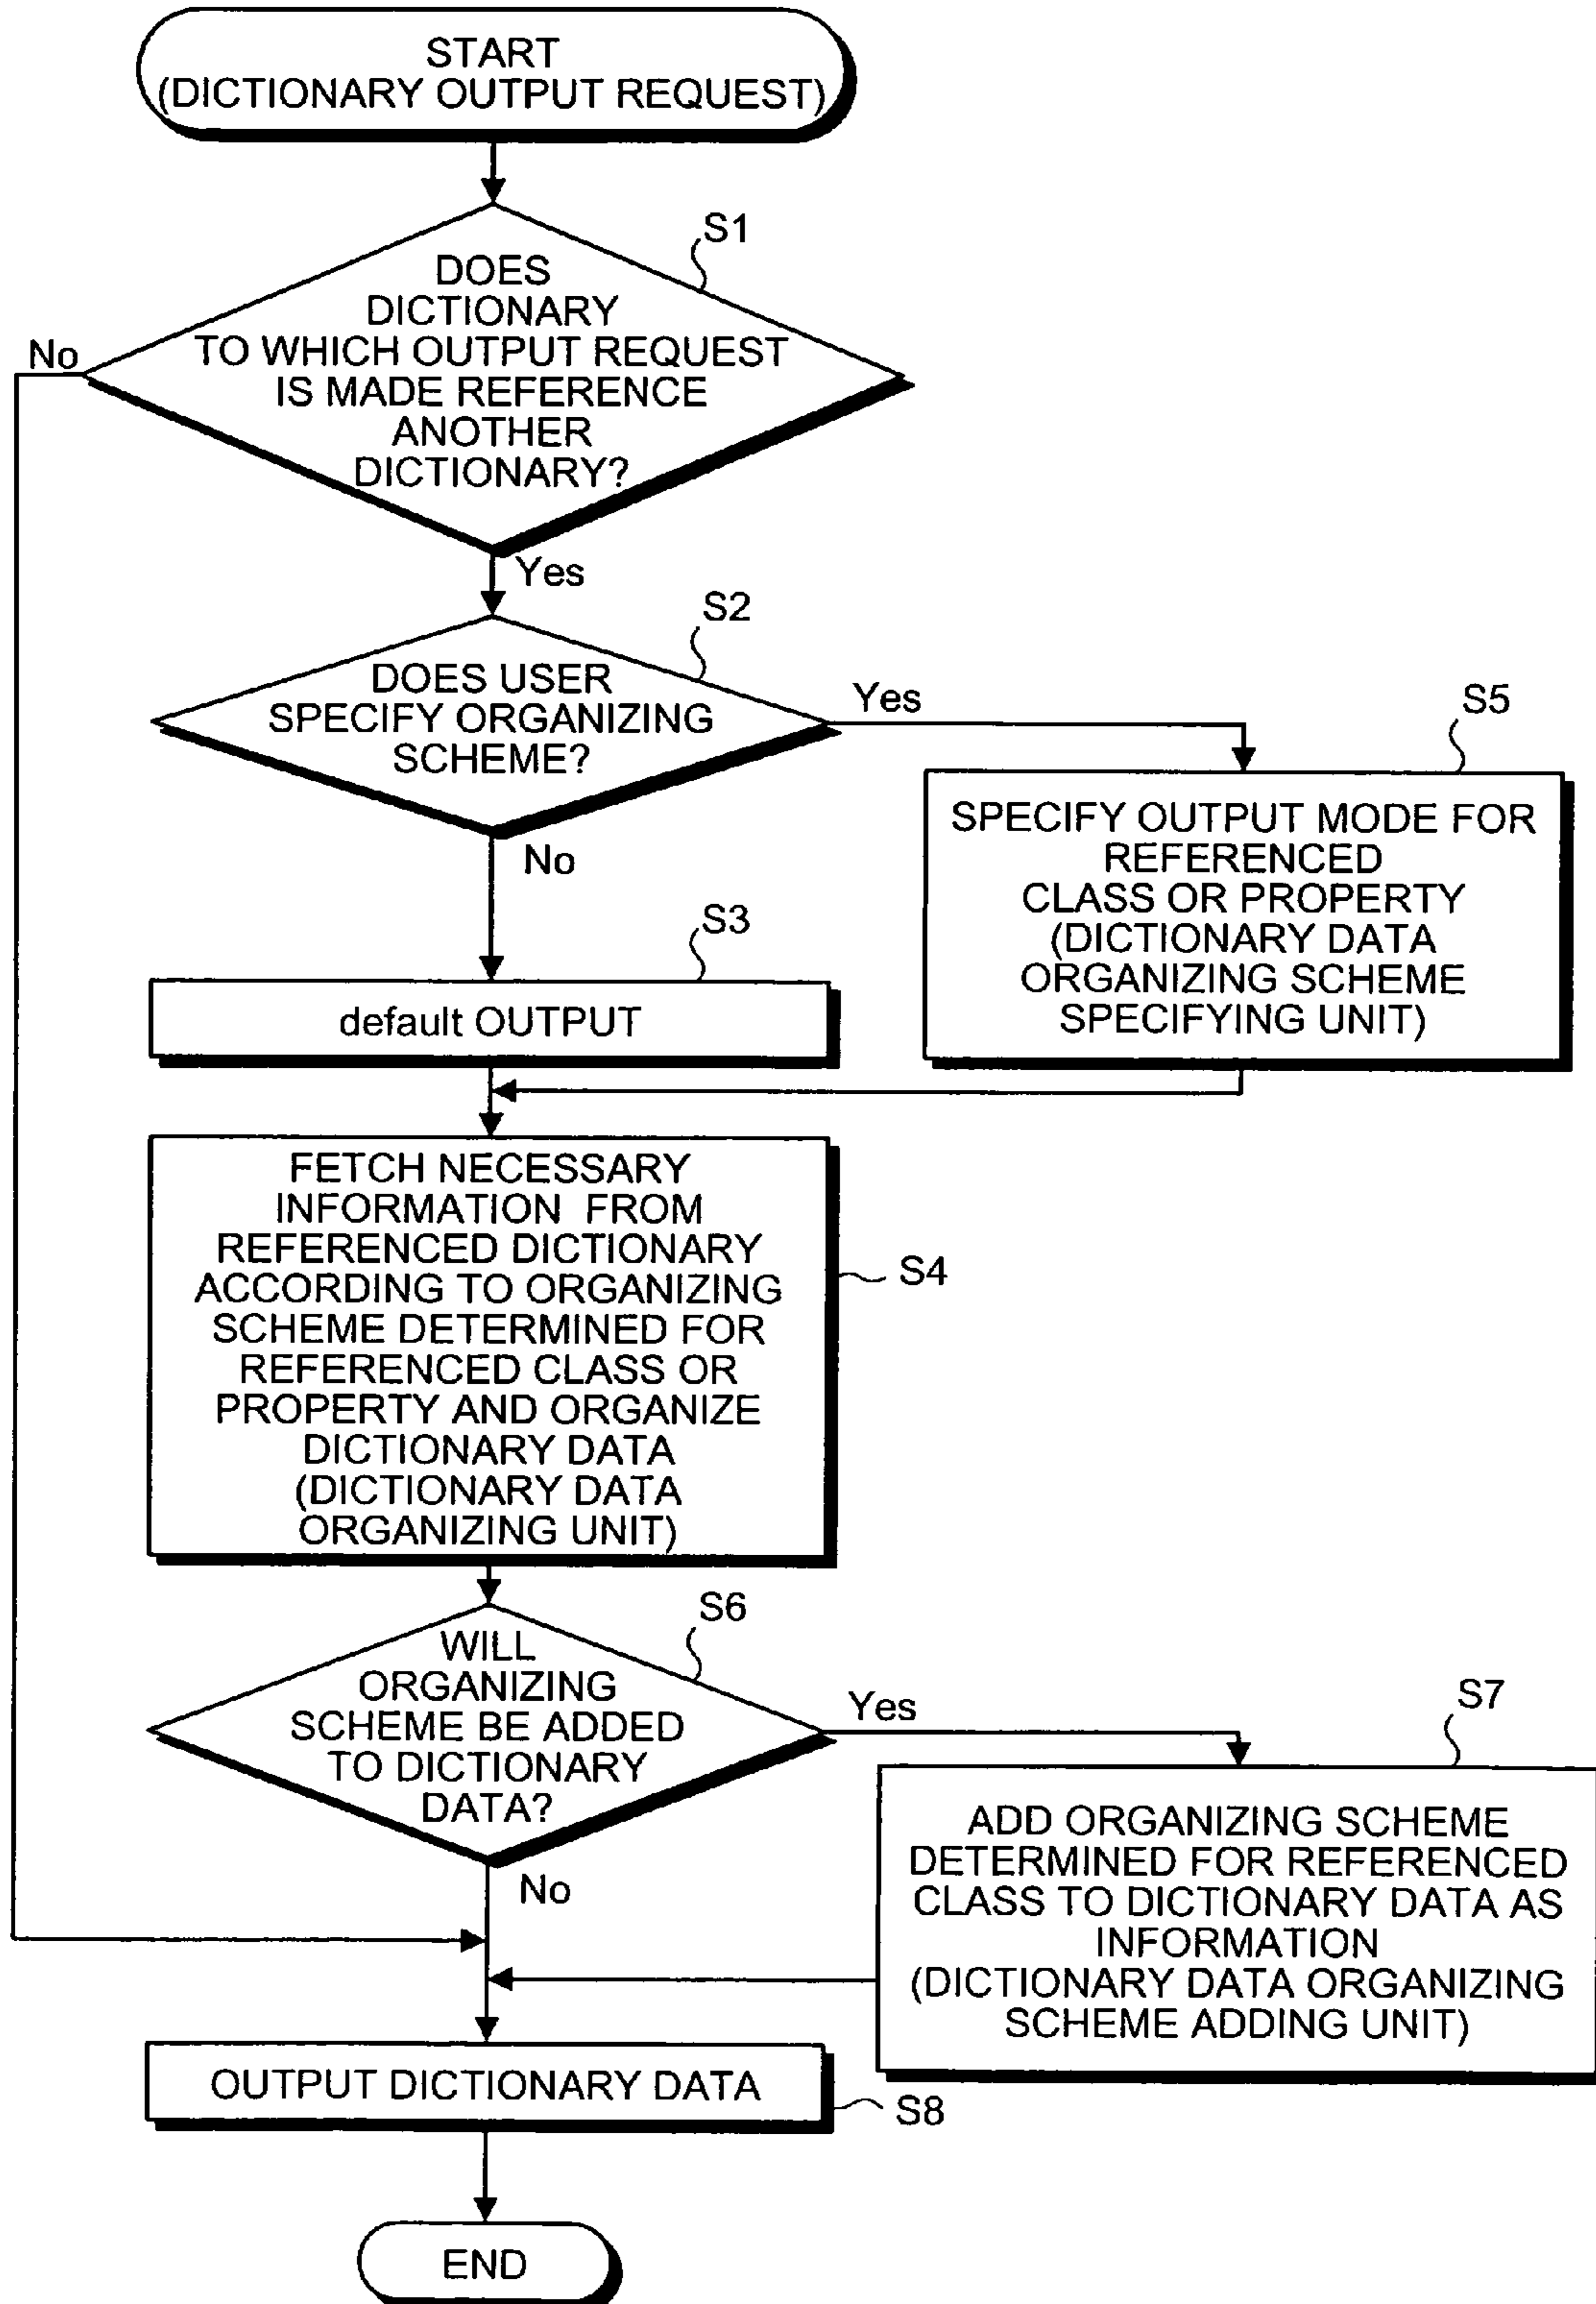 START
(DICTIONARY OUTPUT REQUEST)
S1
DOES
DICTIONARY
TO WHICH OUTPUT REQUEST
IS MADE REFERENCE
ANOTHER
DICTIONARY?
No
Yes
S2
DOES USER
SPECIFY ORGANIZING
SCHEME?
Yes
No
S5
SPECIFY OUTPUT MODE FOR
REFERENCED
CLASS OR PROPERTY
(DICTIONARY DATA
ORGANIZING SCHEME
SPECIFYING UNIT)
S3
default OUTPUT
FETCH NECESSARY
INFORMATION FROM
REFERENCED DICTIONARY
ACCORDING TO ORGANIZING
SCHEME DETERMINED FOR
REFERENCED CLASS OR
PROPERTY AND ORGANIZE
DICTIONARY DATA
(DICTIONARY DATA
ORGANIZING UNIT)
S4
S6
WILL
ORGANIZING
SCHEME BE ADDED
TO DICTIONARY
DATA?
Yes
No
S7
ADD ORGANIZING SCHEME
DETERMINED FOR REFERENCED
CLASS TO DICTIONARY DATA AS
INFORMATION
(DICTIONARY DATA ORGANIZING
SCHEME ADDING UNIT)
OUTPUT DICTIONARY DATA
S8
END